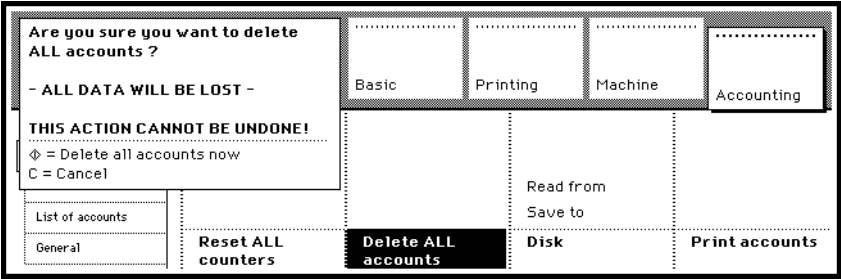 Are you sure you want to delete
ALL accounts ?
- ALL DATA WILL BE LOST -
THIS ACTION CANNOT BE UNDONE!
= Delete all accounts now
C = Cancel
Basic
Printing
Machine
Accounting
List of accounts
General
Reset ALL
counters
Delete ALL
accounts
Read from
Save to
Disk
Print accounts